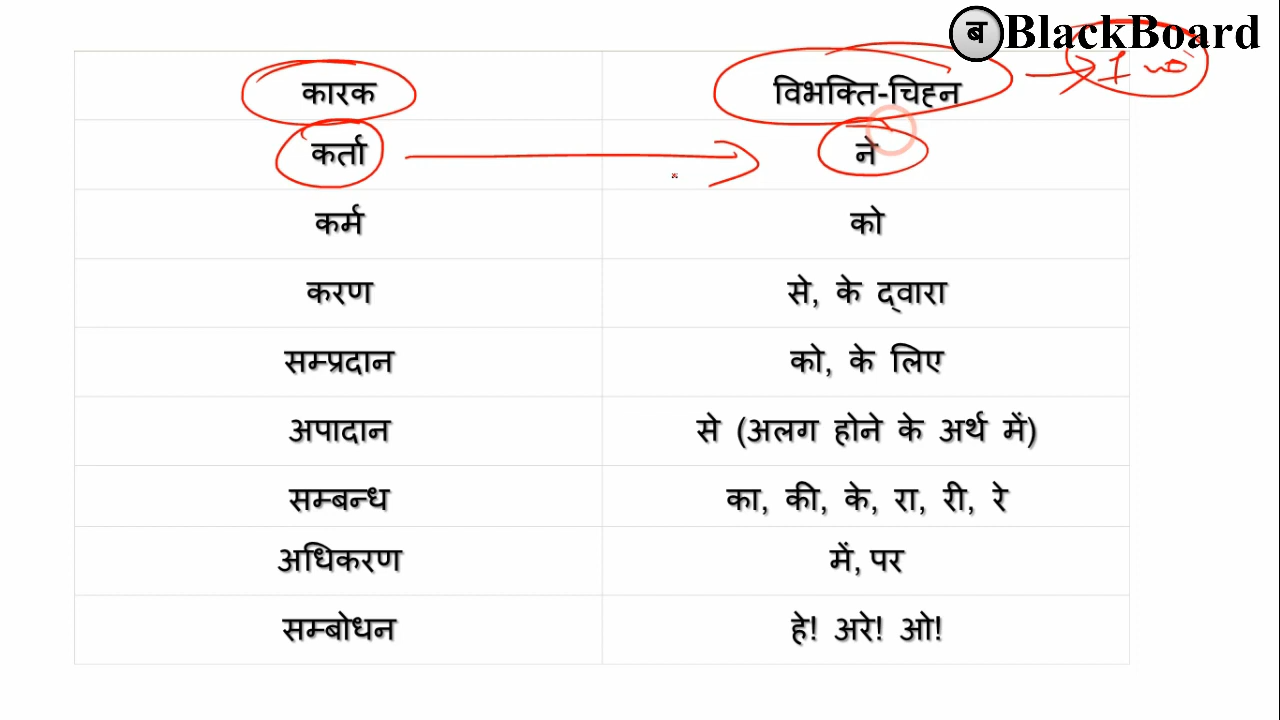 ब BlackBoard
कारक विभक्ति-चिह्न
कर्ता ने
कर्म को
करण से, के द्वारा
सम्प्रदान को, के लिए
अपादान से (अलग होने के अर्थ में)
सम्बन्ध का, की, के, रा, री, रे
अधिकरण में, पर
सम्बोधन हे! अरे! ओ!